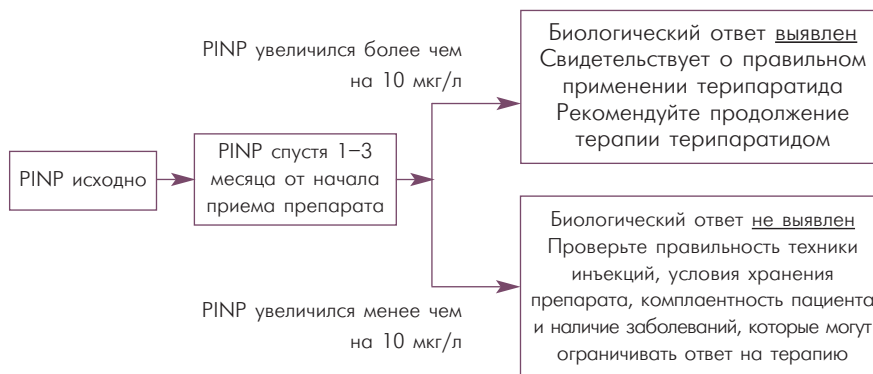 PINP исходно
PINP спустя 1–3
месяца от начала
приема препарата
PINP увеличился более чем
на 10 мкг/л
Биологический ответ выявлен
Свидетельствует о правильном
применении терипаратида
Рекомендуйте продолжение
терапии терипаратидом
PINP увеличился менее чем
на 10 мкг/л
Биологический ответ не выявлен
Проверьте правильность техники
инъекций, условия хранения
препарата, комплаентность пациента
и наличие заболеваний, которые могут
ограничивать ответ на терапию